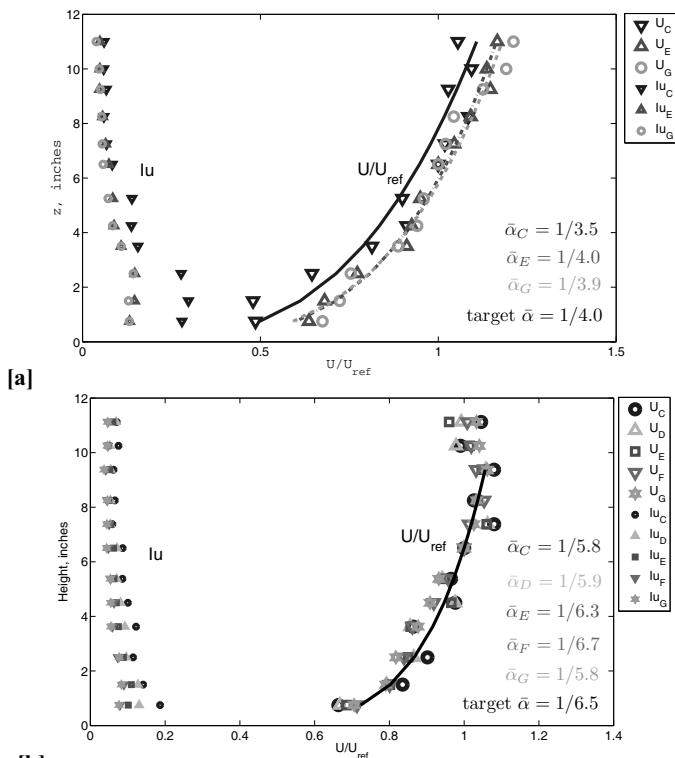 12
10
8
6
4
2
0
z, inches
0
0.5
1
1.5
U/U_ref
Iu
U/U_ref
ᾱ_C = 1/3.5
ᾱ_E = 1/4.0
ᾱ_G = 1/3.9
target ᾱ = 1/4.0
U_C
U_E
U_G
Iu_C
Iu_E
Iu_G
[a]
12
10
8
6
4
2
0
Height, inches
0
0.2
0.4
0.6
0.8
1
1.2
1.4
U/U_ref
Iu
U/U_ref
ᾱ_C = 1/5.8
ᾱ_D = 1/5.9
ᾱ_E = 1/6.3
ᾱ_F = 1/6.7
ᾱ_G = 1/5.8
target ᾱ = 1/6.5
U_C
U_D
U_E
U_F
U_G
Iu_C
Iu_D
Iu_E
Iu_F
Iu_G